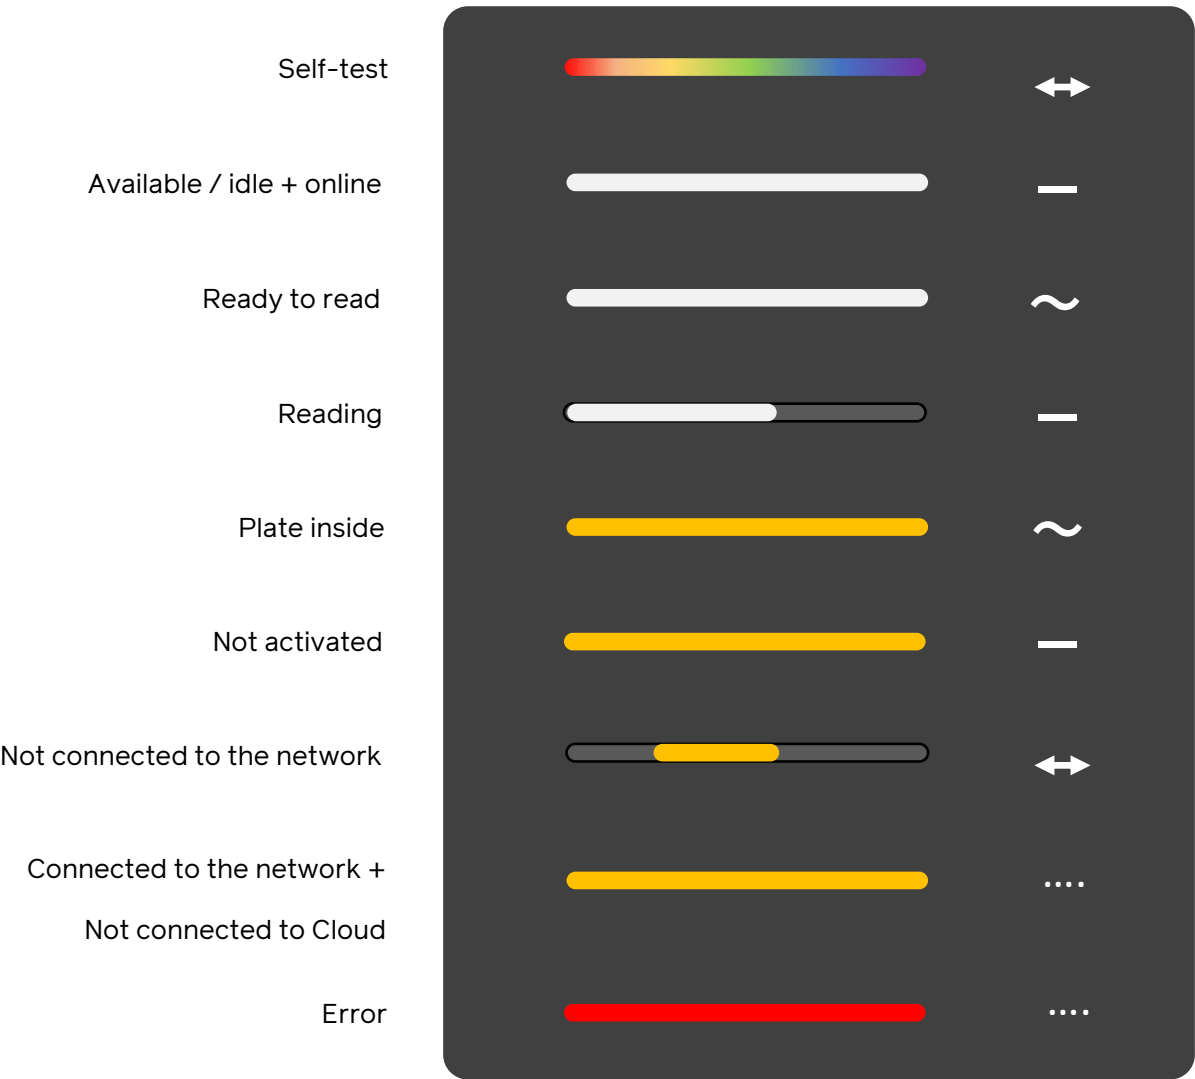 Self-test
Available / idle + online
Ready to read
Reading
Plate inside
Not activated
Not connected to the network
Connected to the network +
Not connected to Cloud
Error